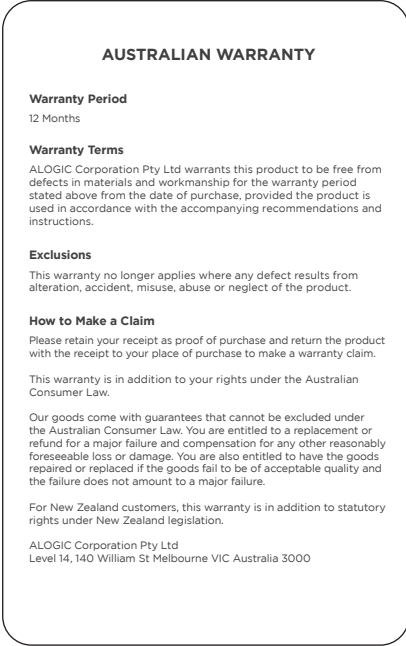 AUSTRALIAN WARRANTY
Warranty Period
12 Months
Warranty Terms
ALOGIC Corporation Pty Ltd warrants this product to be free from
defects in materials and workmanship for the warranty period
stated above from the date of purchase, provided the product is
used in accordance with the accompanying recommendations and
instructions.
Exclusions
This warranty no longer applies where any defect results from
alteration, accident, misuse, abuse or neglect of the product.
How to Make a Claim
Please retain your receipt as proof of purchase and return the product
with the receipt to your place of purchase to make a warranty claim.
This warranty is in addition to your rights under the Australian
Consumer Law.
Our goods come with guarantees that cannot be excluded under
the Australian Consumer Law. You are entitled to a replacement or
refund for a major failure and compensation for any other reasonably
foreseeable loss or damage. You are also entitled to have the goods
repaired or replaced if the goods fail to be of acceptable quality and
the failure does not amount to a major failure.
For New Zealand customers, this warranty is in addition to statutory
rights under New Zealand legislation.
ALOGIC Corporation Pty Ltd
Level 14, 140 William St Melbourne VIC Australia 3000